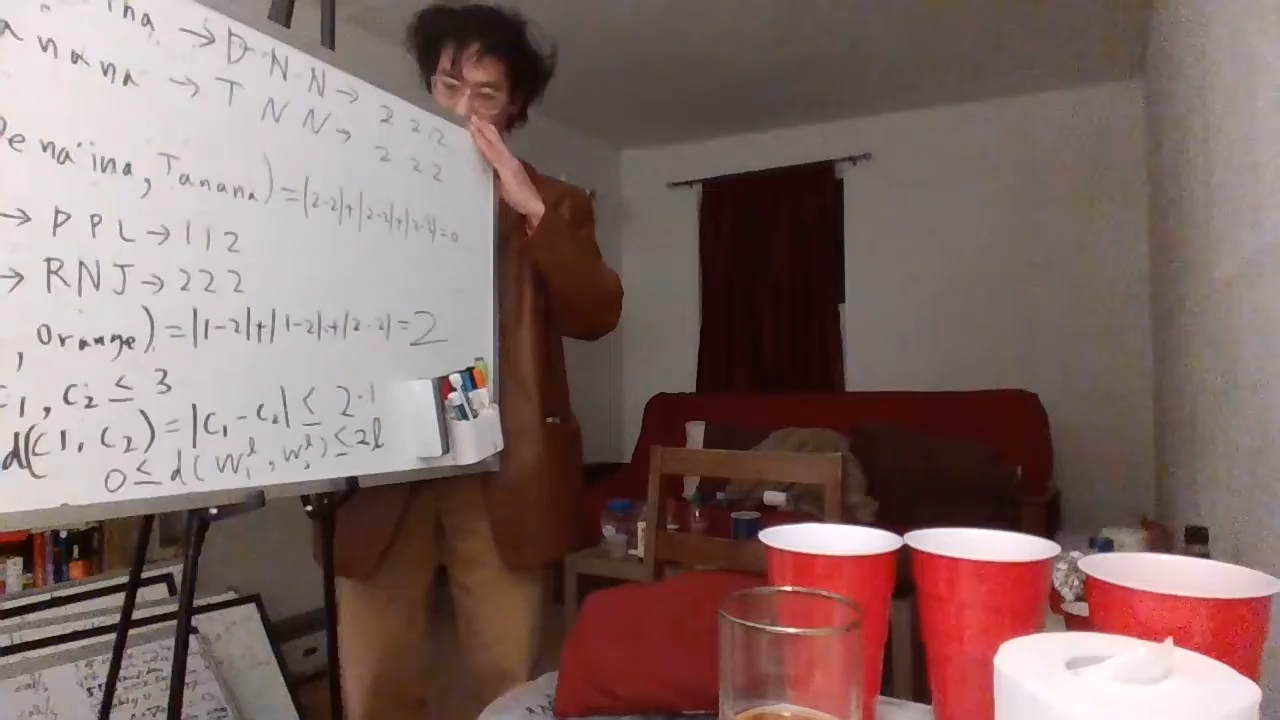 ina → D N N → 2 2 2
anana → T N N → 2 2 2
Dena'ina, Tanana) = |2-2|+|2-2|+|2-2|=0
→ P P L → 1 1 2
→ R N J → 2 2 2
, Orange) = |1-2|+|1-2|+|2-2| = 2
c₁, c₂ ≤ 3
d(c1, c2) = |c₁ - c₂| ≤ 2·1
0 ≤ d(w₁ˡ, w₂ˡ) ≤ 2l